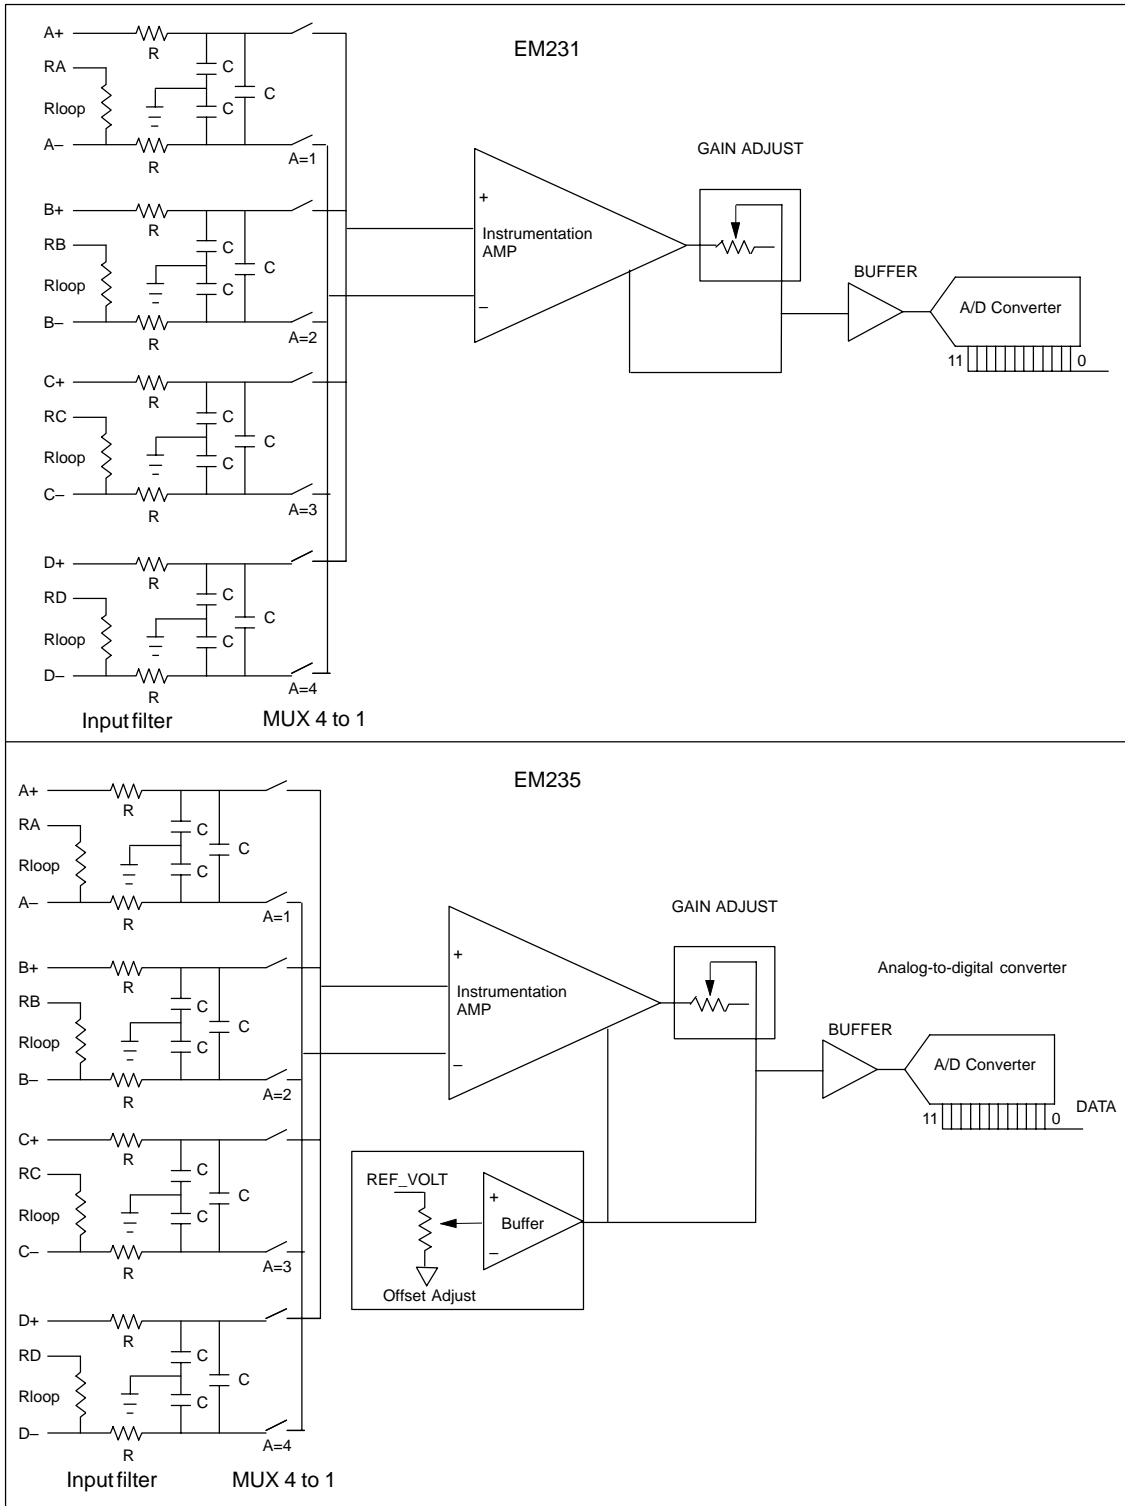 EM231
A+
R
RA
C
C
Rloop
C
A–
R
A=1
B+
R
RB
C
C
Rloop
C
B–
R
A=2
C+
R
RC
C
C
Rloop
C
C–
R
A=3
D+
R
RD
C
C
Rloop
C
D–
R
A=4
Input filter
MUX 4 to 1
+
Instrumentation
AMP
–
GAIN ADJUST
BUFFER
A/D Converter
11
0
EM235
A+
R
RA
C
C
Rloop
C
A–
R
A=1
B+
R
RB
C
C
Rloop
C
B–
R
A=2
C+
R
RC
C
C
Rloop
C
C–
R
A=3
D+
R
RD
C
C
Rloop
C
D–
R
A=4
Input filter
MUX 4 to 1
+
Instrumentation
AMP
–
GAIN ADJUST
REF_VOLT
+
Buffer
–
Offset Adjust
Analog-to-digital converter
BUFFER
A/D Converter
11
0
DATA